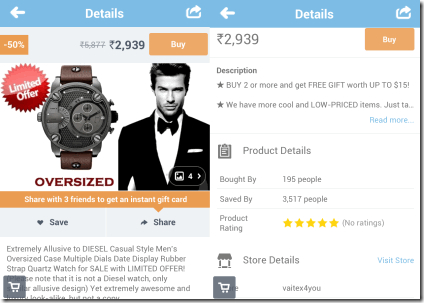 Details
-50%
₹5,877 ₹2,939
Buy
Limited
Offer
OVERSIZED
4
Share with 3 friends to get an instant gift card
Save
Share
Extremely Allusive to DIESEL Casual Style Men's
Oversized Case Multiple Dials Date Display Rubber
Strap Quartz Watch for SALE with LIMITED OFFER!
note that it is not a Diesel watch, only
allusive design) Yet extremely awesome and
look-alike, but not a copy
Details
₹2,939
Buy
Description
★ BUY 2 or more and get FREE GIFT worth UP TO $15!
★ We have more cool and LOW-PRICED items. Just ta...
Read more...
Product Details
Bought By 195 people
Saved By 3,517 people
Product
Rating
★★★★★ (No ratings)
Store Details
Visit Store
vaitex4you